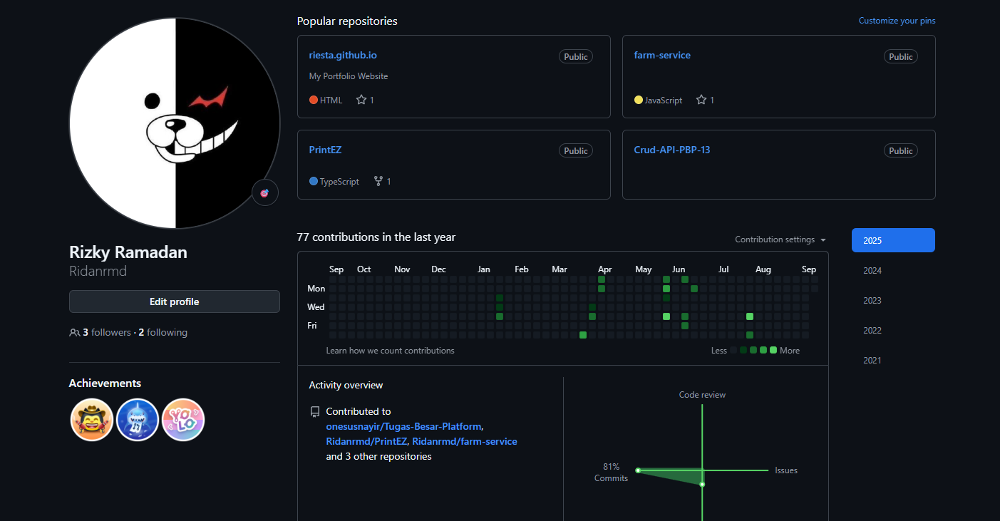 Popular repositories
Customize your pins
riesta.github.io
Public
My Portfolio Website
HTML
1
farm-service
Public
JavaScript
1
PrintEZ
Public
TypeScript
1
Crud-API-PBP-13
Public
Rizky Ramadan
Ridanrmd
Edit profile
3 followers · 2 following
Achievements
YOLO
77 contributions in the last year
Contribution settings
2025
2024
2023
2022
2021
Sep Oct Nov Dec Jan Feb Mar Apr May Jun Jul Aug Sep
Mon
Wed
Fri
Learn how we count contributions
Less
More
Activity overview
Contributed to
onesusnayir/Tugas-Besar-Platform,
Ridanrmd/PrintEZ, Ridanrmd/farm-service
and 3 other repositories
Code review
81%
Commits
Issues